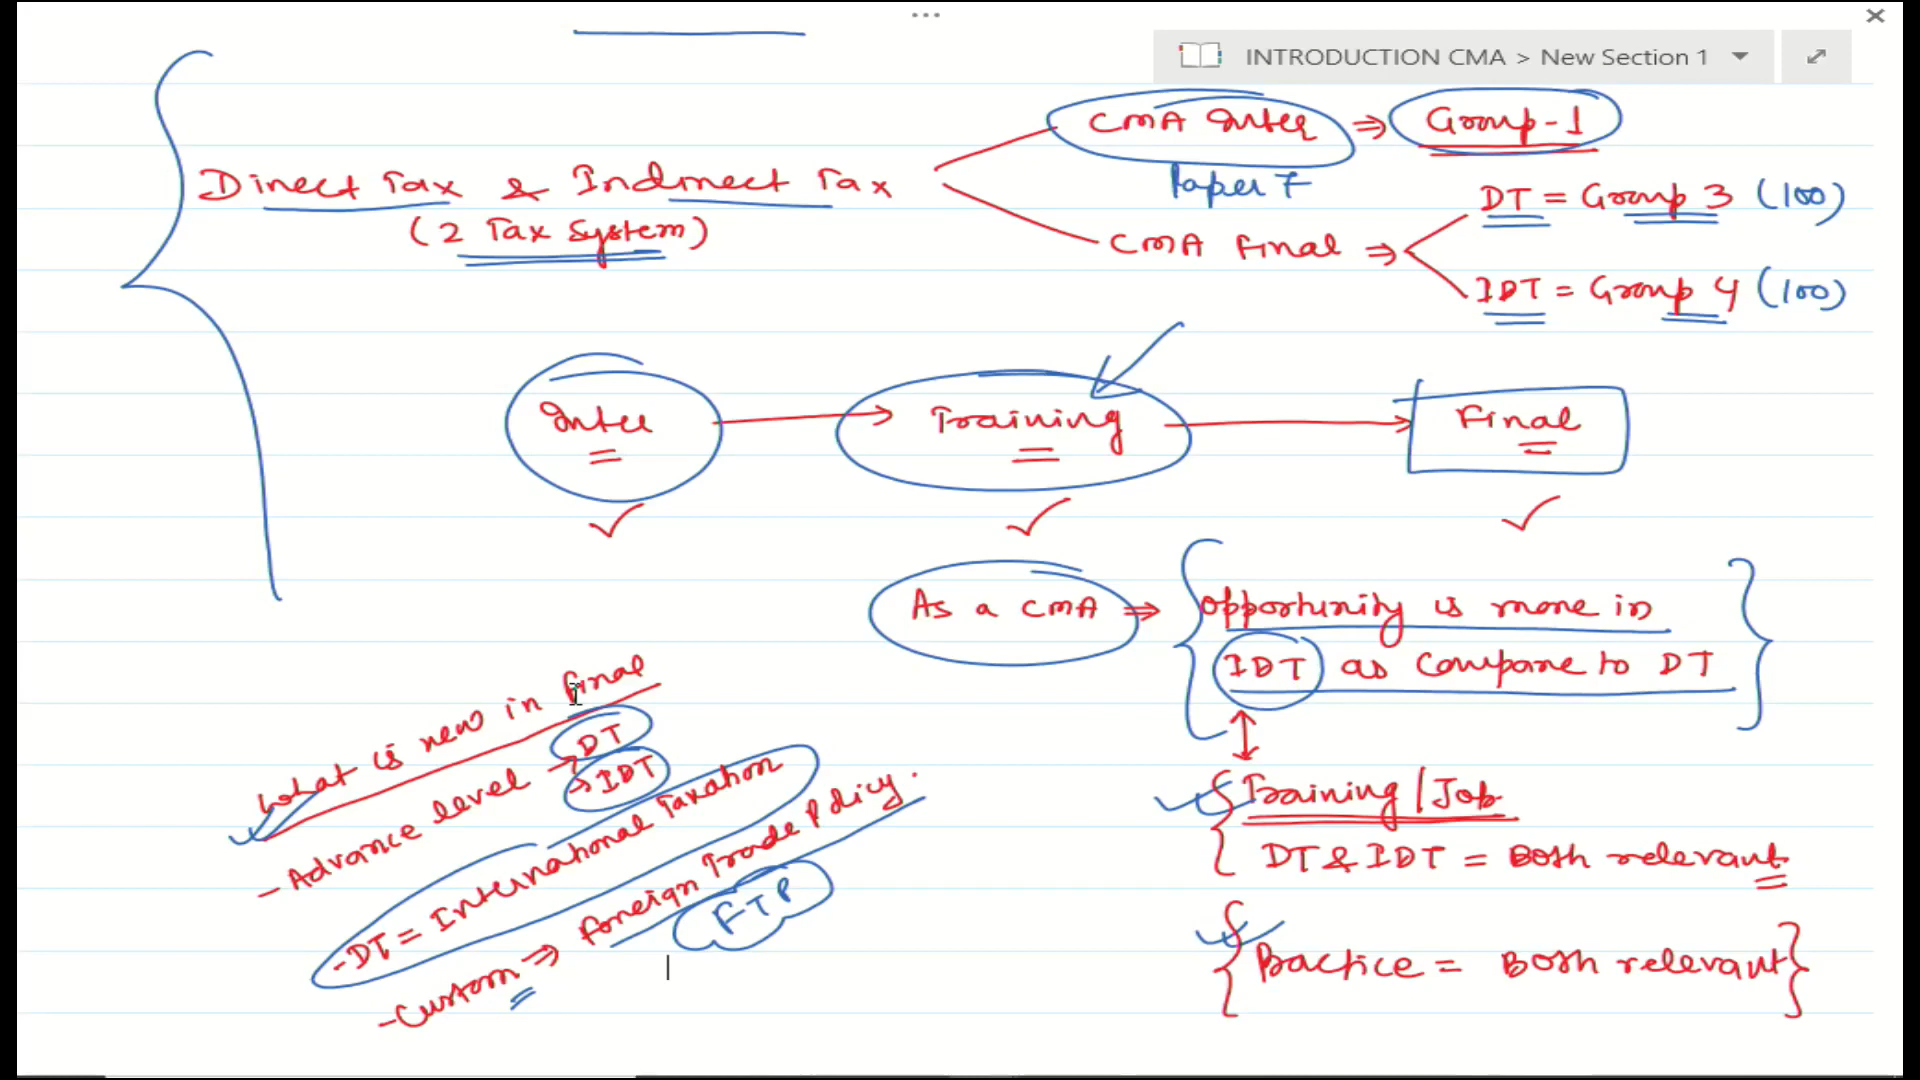 INTRODUCTION CMA > New Section 1
CMA Inter ⇒ Group-1
Paper 7
Direct Tax & Indirect Tax
(2 Tax System)
DT = Group 3 (100)
CMA Final ⇒
IDT = Group 4 (100)
Inter → Training → Final
As a CMA ⇒ opportunity is more in
IDT as compare to DT
Training/Job
DT & IDT = Both relevant
Practice = Both relevant
What is new in final
- Advance level → DT
→ IDT
- DT = International Taxation
- Custom ⇒ foreign Trade Policy.
FTP